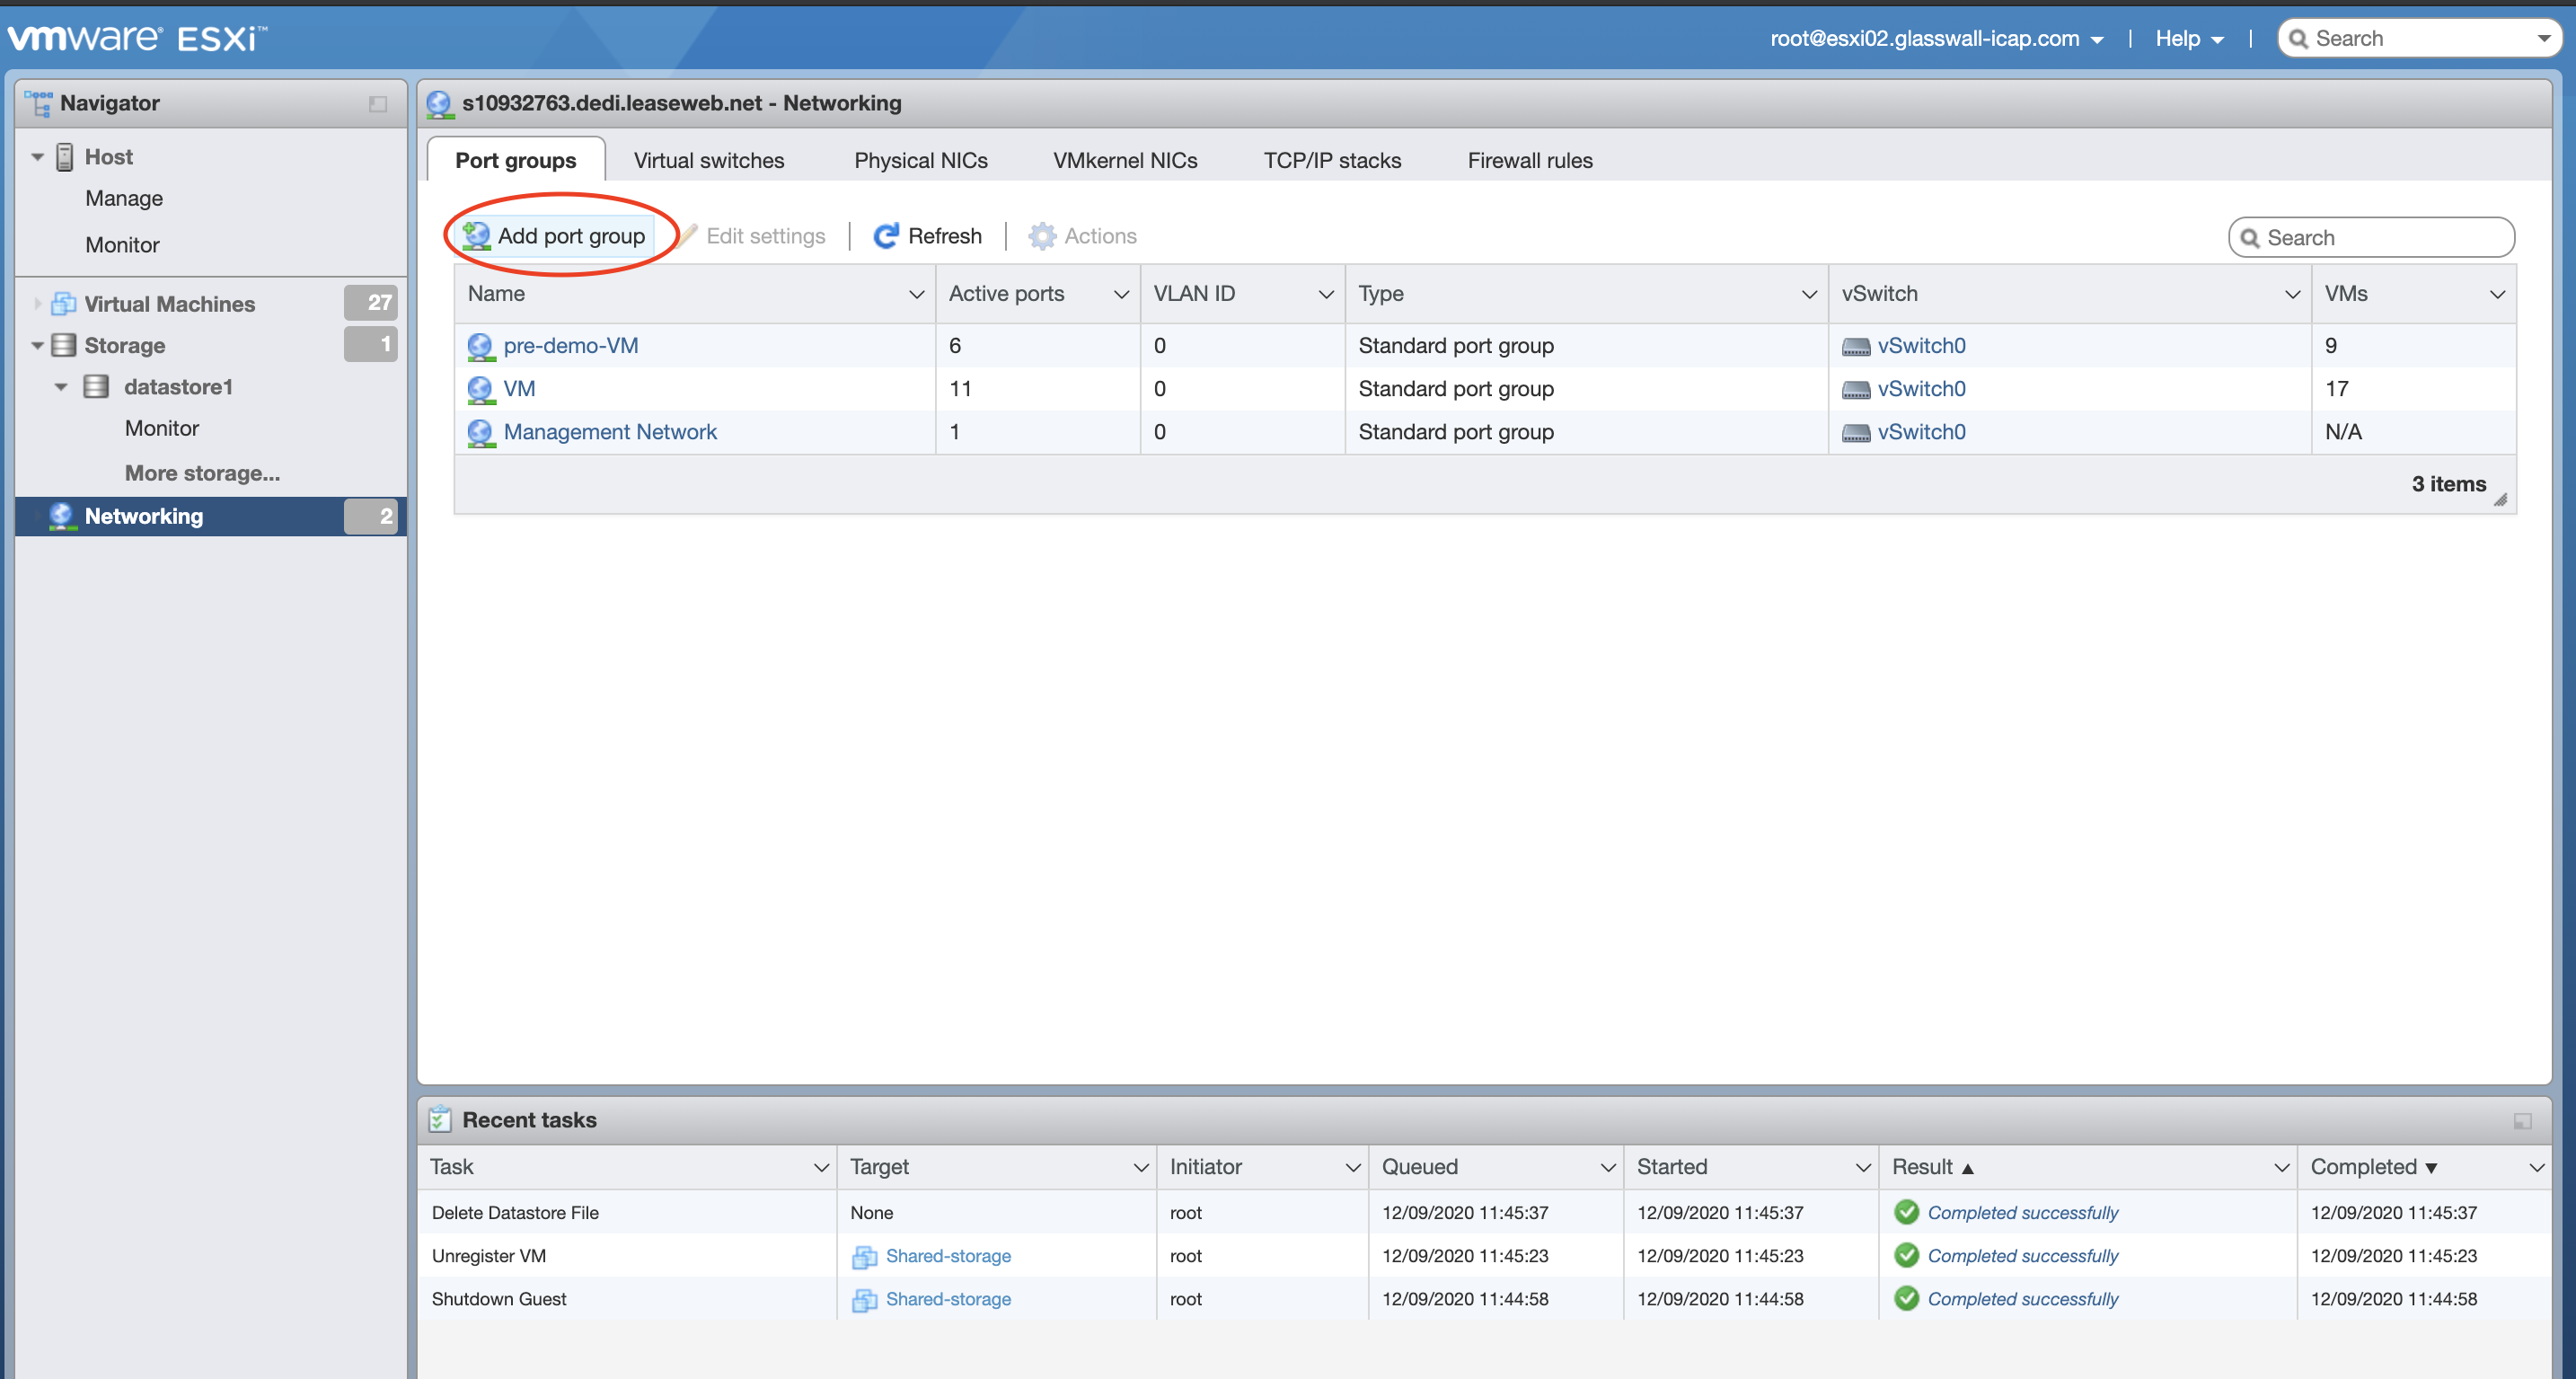 vmware® ESXi™
root@esxi02.glasswall-icap.com | Help | Search
Navigator
Host
Manage
Monitor
Virtual Machines 27
Storage 1
datastore1
Monitor
More storage...
Networking 2
s10932763.dedi.leaseweb.net - Networking
Port groups Virtual switches Physical NICs VMkernel NICs TCP/IP stacks Firewall rules
Add port group Edit settings | Refresh | Actions Search
Name Active ports VLAN ID Type vSwitch VMs
pre-demo-VM 6 0 Standard port group vSwitch0 9
VM 11 0 Standard port group vSwitch0 17
Management Network 1 0 Standard port group vSwitch0 N/A
3 items
Recent tasks
Task Target Initiator Queued Started Result ▲ Completed ▼
Delete Datastore File None root 12/09/2020 11:45:37 12/09/2020 11:45:37 Completed successfully 12/09/2020 11:45:37
Unregister VM Shared-storage root 12/09/2020 11:45:23 12/09/2020 11:45:23 Completed successfully 12/09/2020 11:45:23
Shutdown Guest Shared-storage root 12/09/2020 11:44:58 12/09/2020 11:44:58 Completed successfully 12/09/2020 11:44:58